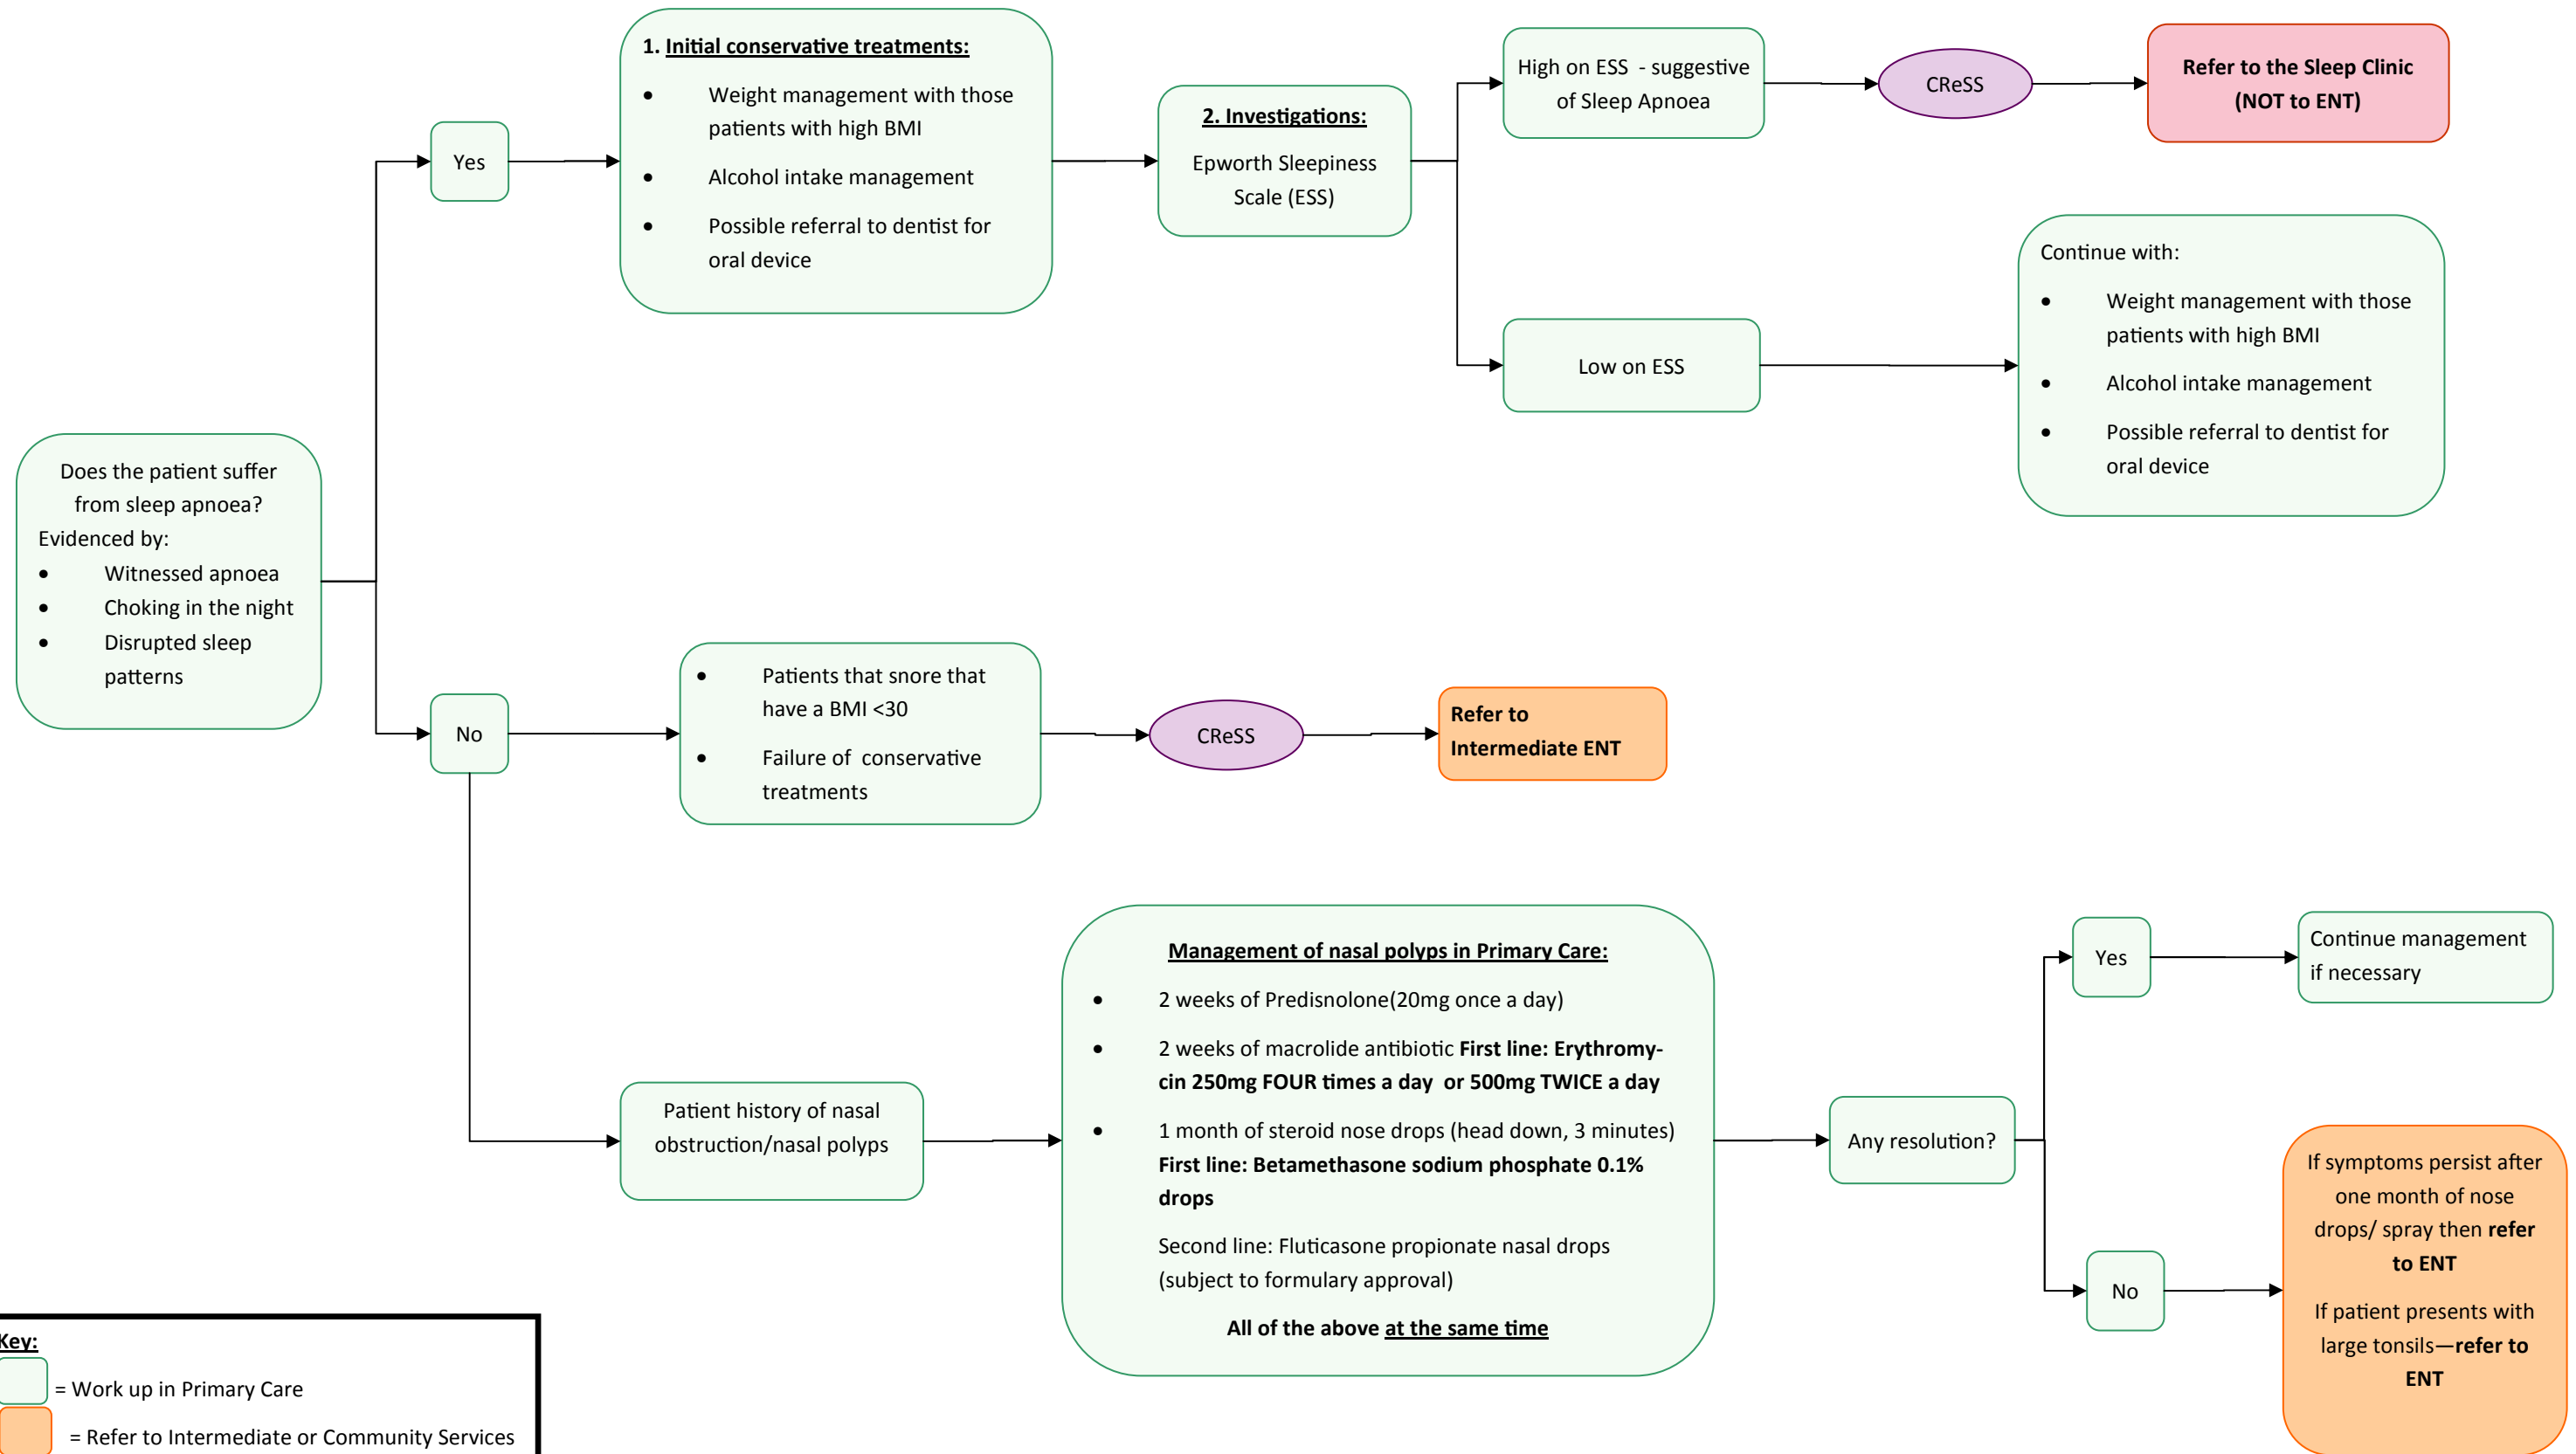 Does the patient suffer
from sleep apnoea?
Evidenced by:
• Witnessed apnoea
• Choking in the night
• Disrupted sleep
patterns
Yes
1. Initial conservative treatments:
• Weight management with those
patients with high BMI
• Alcohol intake management
• Possible referral to dentist for
oral device
2. Investigations:
Epworth Sleepiness
Scale (ESS)
High on ESS - suggestive
of Sleep Apnoea
CReSS
Refer to the Sleep Clinic
(NOT to ENT)
Low on ESS
Continue with:
• Weight management with those
patients with high BMI
• Alcohol intake management
• Possible referral to dentist for
oral device
No
• Patients that snore that
have a BMI <30
• Failure of conservative
treatments
CReSS
Refer to
Intermediate ENT
Patient history of nasal
obstruction/nasal polyps
Management of nasal polyps in Primary Care:
• 2 weeks of Predisnolone(20mg once a day)
• 2 weeks of macrolide antibiotic First line: Erythromy-
cin 250mg FOUR times a day or 500mg TWICE a day
• 1 month of steroid nose drops (head down, 3 minutes)
First line: Betamethasone sodium phosphate 0.1%
drops
Second line: Fluticasone propionate nasal drops
(subject to formulary approval)
All of the above at the same time
Any resolution?
Yes
Continue management
if necessary
No
If symptoms persist after
one month of nose
drops/ spray then refer
to ENT
If patient presents with
large tonsils—refer to
ENT
Key:
= Work up in Primary Care
= Refer to Intermediate or Community Services